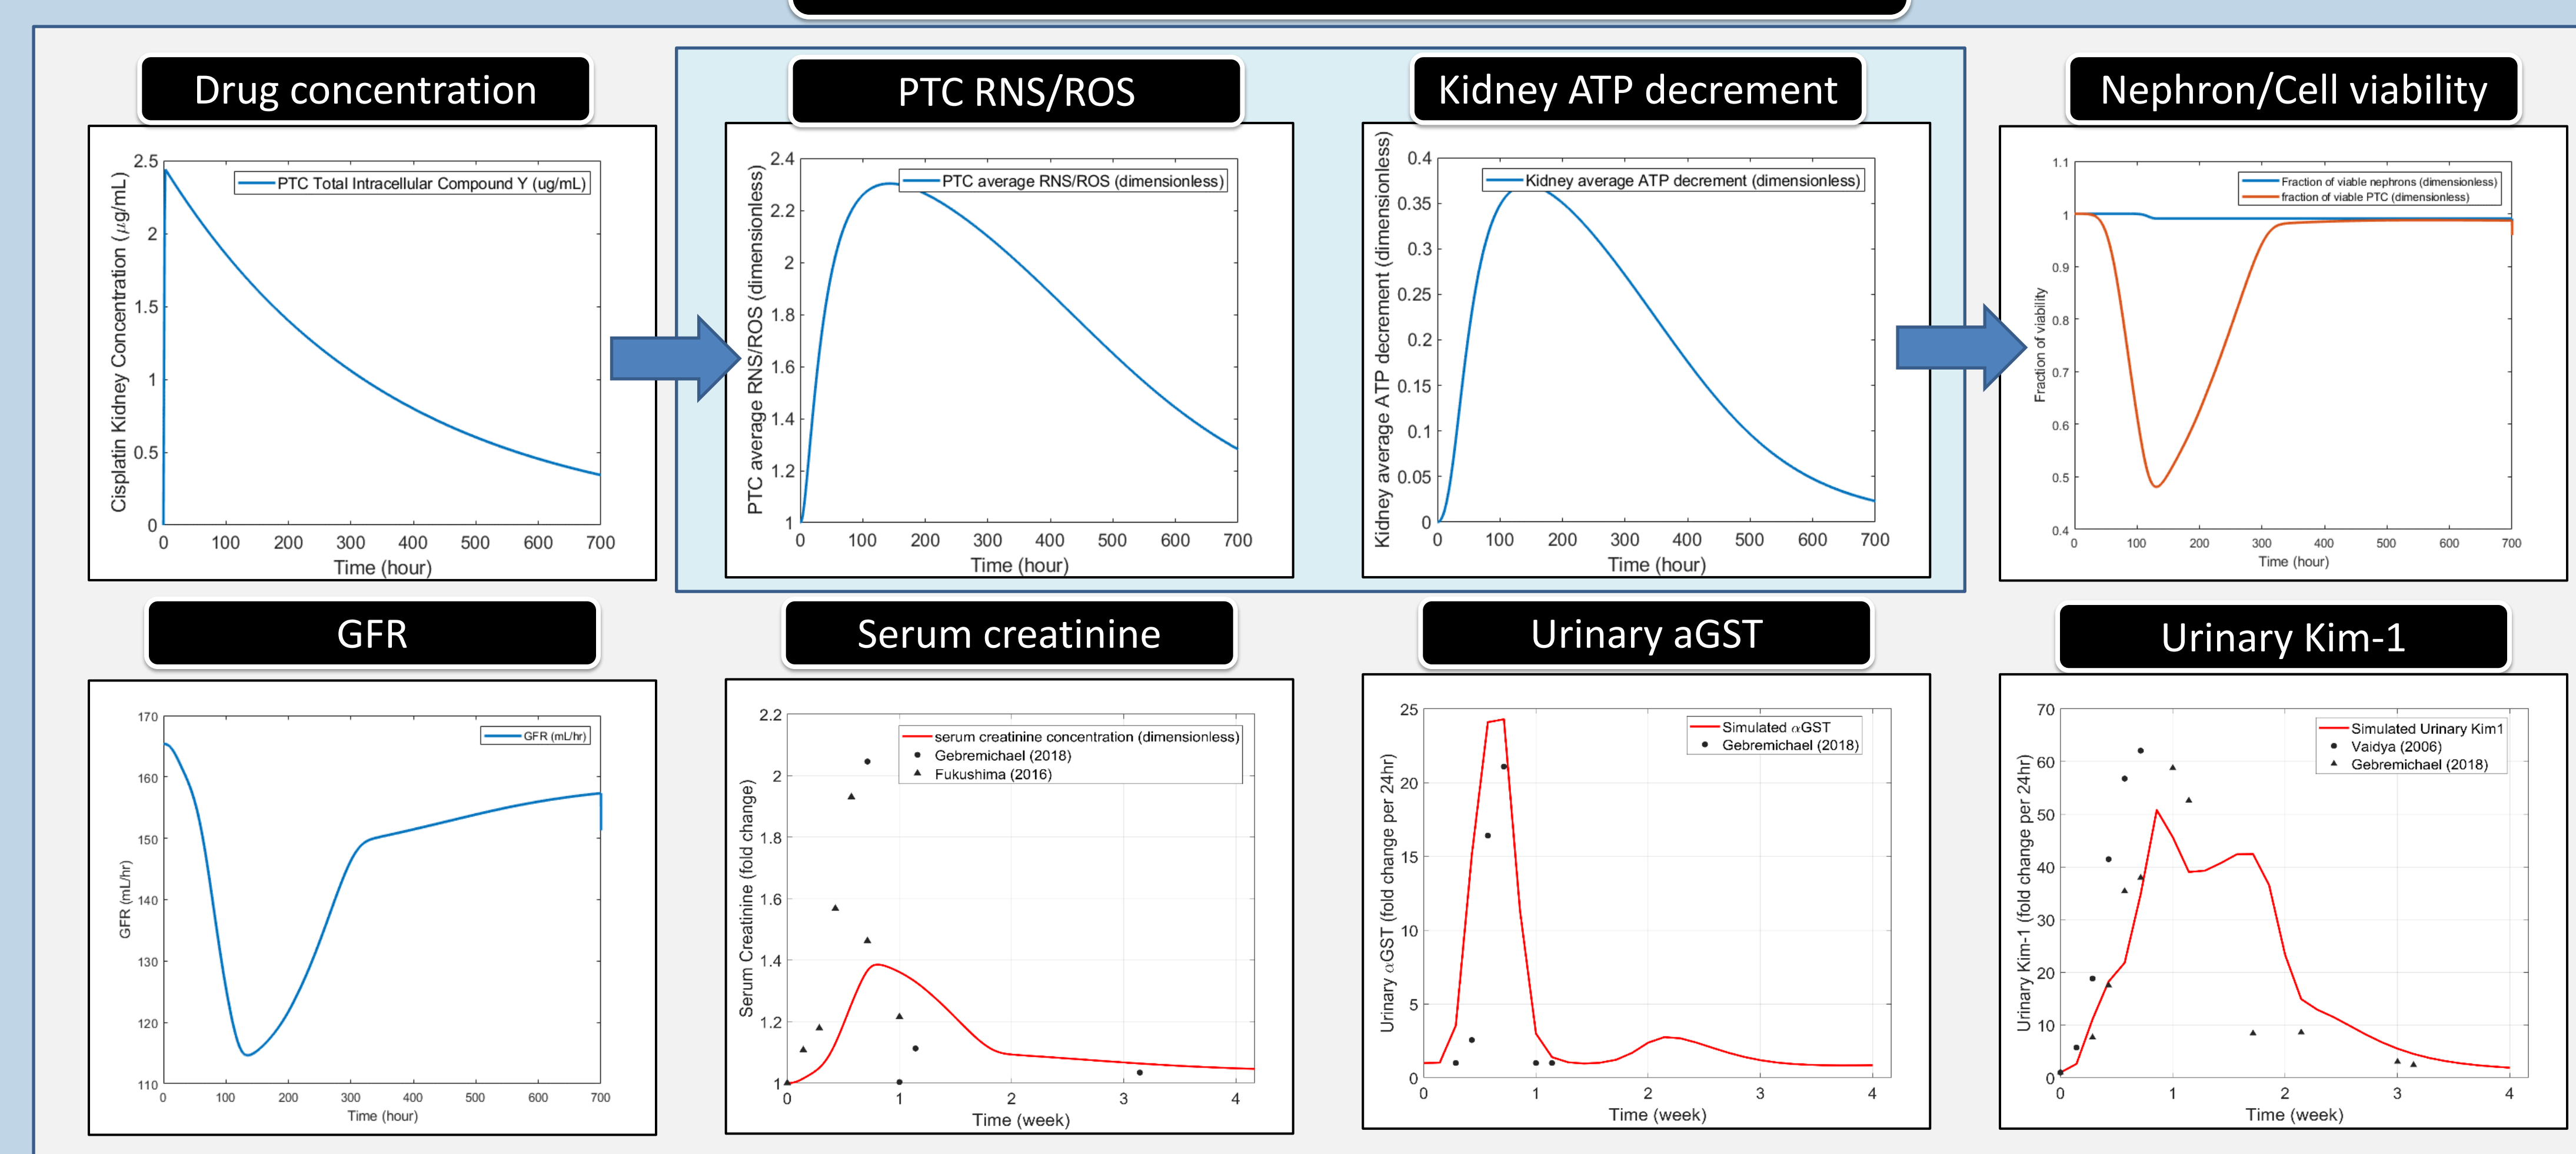 Drug concentration
PTC RNS/ROS
Kidney ATP decrement
Nephron/Cell viability
Cisplatin Kidney Concentration (μg/mL)
2.5
2
1.5
1
0.5
0
PTC Total Intracellular Compound Y (ug/mL)
0 100 200 300 400 500 600 700
Time (hour)
PTC average RNS/ROS (dimensionless)
2.4
2.2
2
1.8
1.6
1.4
1.2
1
PTC average RNS/ROS (dimensionless)
0 100 200 300 400 500 600 700
Time (hour)
Kidney average ATP decrement (dimensionless)
0.4
0.35
0.3
0.25
0.2
0.15
0.1
0.05
0
Kidney average ATP decrement (dimensionless)
0 100 200 300 400 500 600 700
Time (hour)
Fraction of viability
1.1
1
0.9
0.8
0.7
0.6
0.5
0.4
Fraction of viable nephrons (dimensionless)
fraction of viable PTC (dimensionless)
0 100 200 300 400 500 600 700
Time (hour)
GFR
Serum creatinine
Urinary aGST
Urinary Kim-1
GFR (mL/hr)
170
160
150
140
130
120
110
GFR (mL/hr)
0 100 200 300 400 500 600 700
Time (hour)
Serum Creatinine (fold change)
2.2
2
1.8
1.6
1.4
1.2
1
serum creatinine concentration (dimensionless)
Gebremichael (2018)
Fukushima (2016)
0 1 2 3 4
Time (week)
Urinary αGST (fold change per 24hr)
25
20
15
10
5
0
Simulated αGST
Gebremichael (2018)
0 1 2 3 4
Time (week)
Urinary Kim-1 (fold change per 24hr)
70
60
50
40
30
20
10
0
Simulated Urinary Kim1
Vaidya (2006)
Gebremichael (2018)
0 1 2 3 4
Time (week)